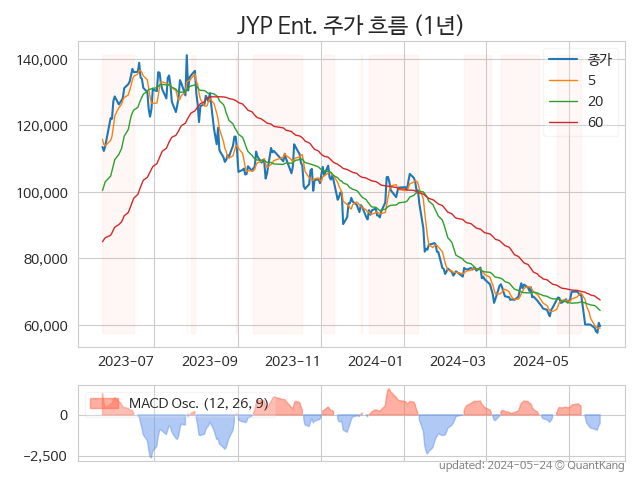 JYP Ent. 주가 흐름 (1년)
140,000
120,000
100,000
80,000
60,000
종가
5
20
60
2023-07 2023-09 2023-11 2024-01 2024-03 2024-05
MACD Osc. (12, 26, 9)
0
−2,500
updated: 2024-05-24 © QuantKang